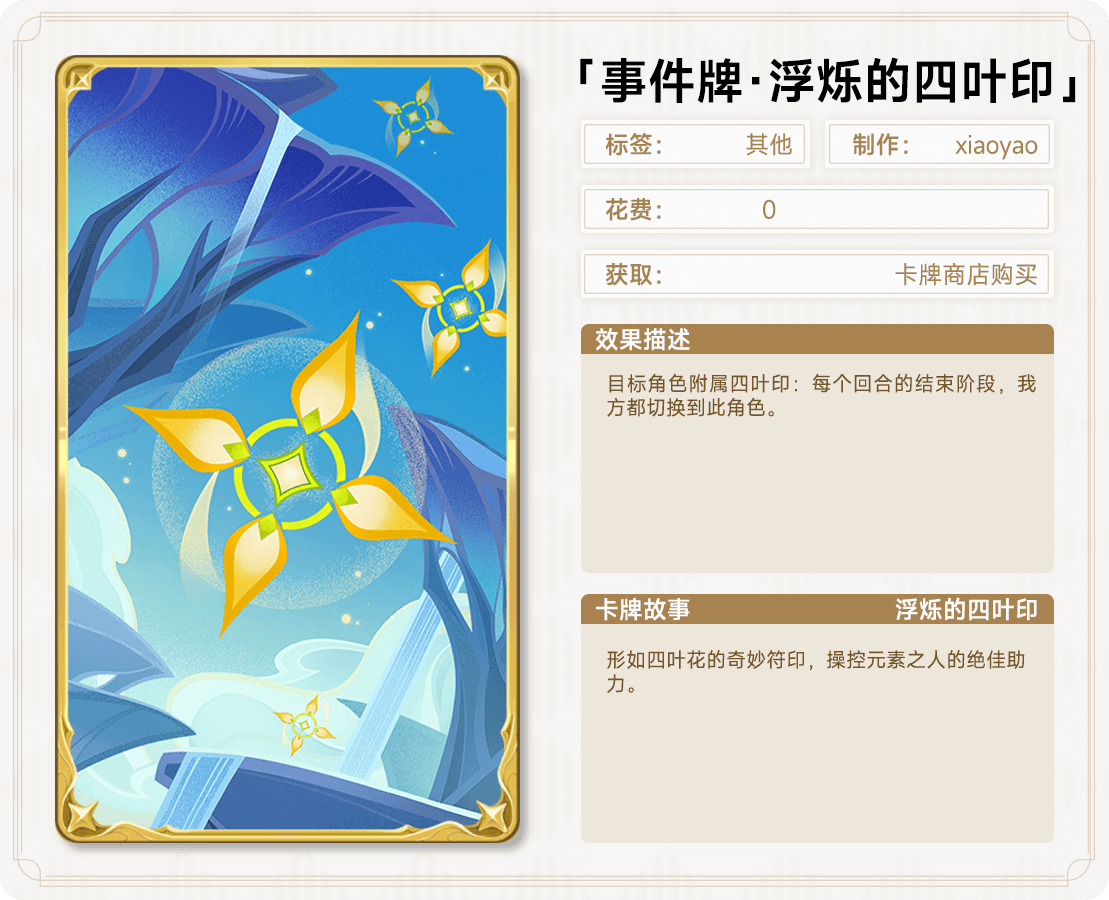 「事件牌·浮烁的四叶印」
标签： 其他 制作： xiaoyao
花费： 0
获取： 卡牌商店购买
效果描述
目标角色附属四叶印：每个回合的结束阶段，我
方都切换到此角色。
卡牌故事 浮烁的四叶印
形如四叶花的奇妙符印，操控元素之人的绝佳助
力。